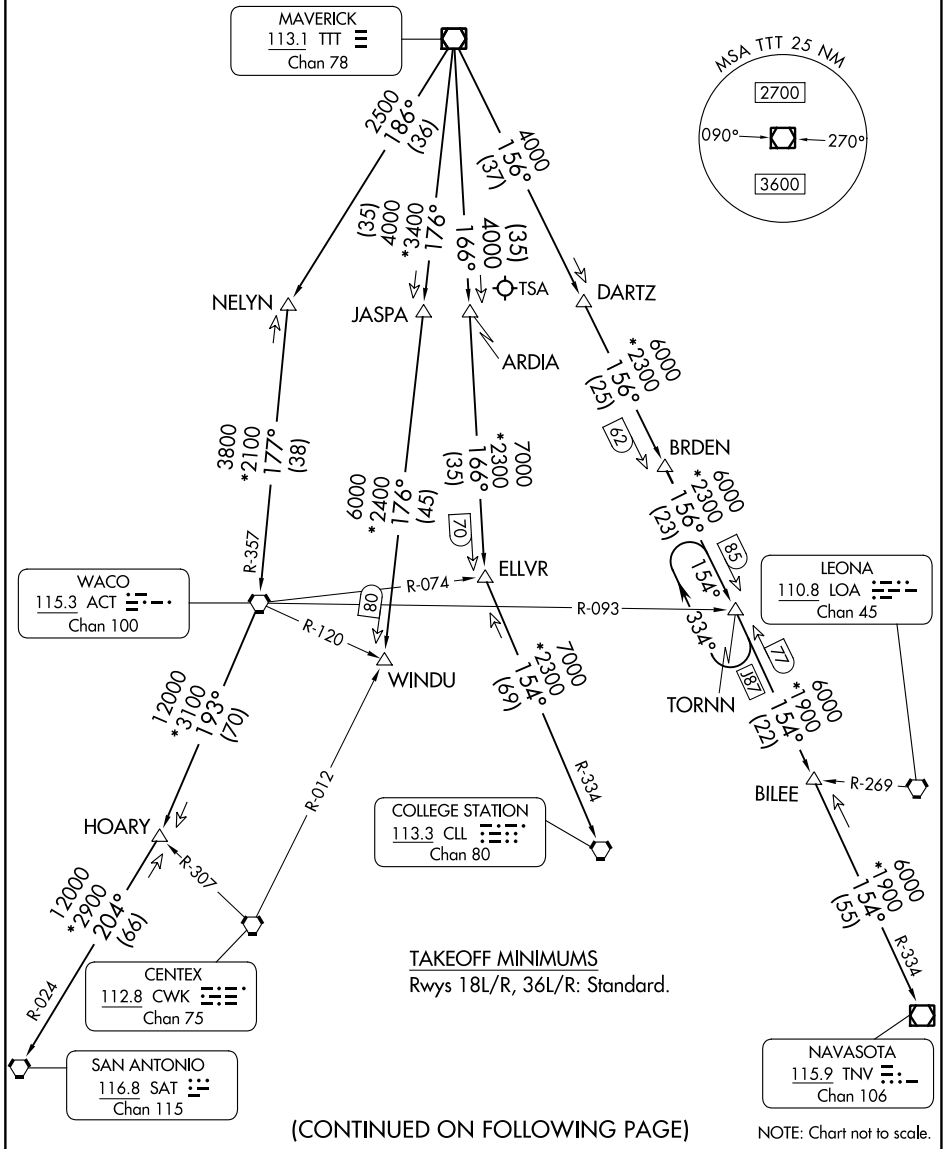 MAVERICK
113.1 TTT
Chan 78
MSA TTT 25 NM
2700
090°
270°
3600
2500
186°
(36)
(35)
4000
*3400
176°
(35)
4000
166°
4000
156°
(37)
TSA
NELYN
JASPA
ARDIA
DARTZ
3800
*2100
177°
(38)
6000
*2400
176°
(45)
7000
*2300
166°
(35)
6000
*2300
156°
(25)
62
BRDEN
6000
*2300
156°
(23)
70
85
R-357
WACO
115.3 ACT
Chan 100
R-074
ELLVR
80
R-093
R-120
WINDU
154°
334°
77
J87
TORNN
LEONA
110.8 LOA
Chan 45
12000
*3100
193°
(70)
7000
*2300
154°
(69)
6000
*1900
154°
(22)
R-012
R-334
BILEE
R-269
HOARY
R-307
COLLEGE STATION
113.3 CLL
Chan 80
12000
*2900
204°
(66)
6000
*1900
154°
(55)
R-334
R-024
CENTEX
112.8 CWK
Chan 75
TAKEOFF MINIMUMS
Rwys 18L/R, 36L/R: Standard.
SAN ANTONIO
116.8 SAT
Chan 115
NAVASOTA
115.9 TNV
Chan 106
(CONTINUED ON FOLLOWING PAGE)
NOTE: Chart not to scale.